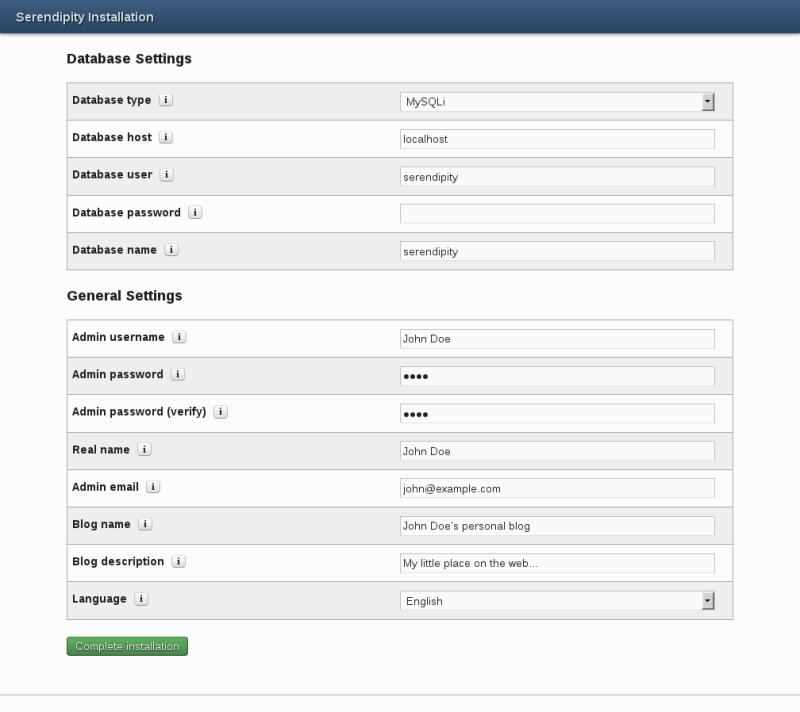 Serendipity Installation
Database Settings
Database type i MySQLi
Database host i localhost
Database user i serendipity
Database password i
Database name i serendipity
General Settings
Admin username i John Doe
Admin password i ●●●●
Admin password (verify) i ●●●●
Real name i John Doe
Admin email i john@example.com
Blog name i John Doe's personal blog
Blog description i My little place on the web...
Language i English
Complete installation